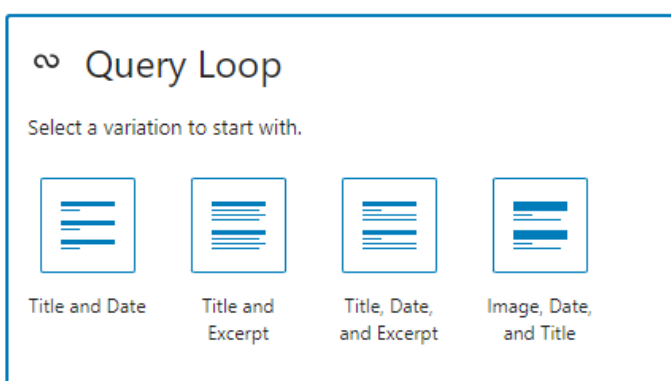 Query Loop
Select a variation to start with.
Title and Date
Title and
Excerpt
Title, Date,
and Excerpt
Image, Date,
and Title